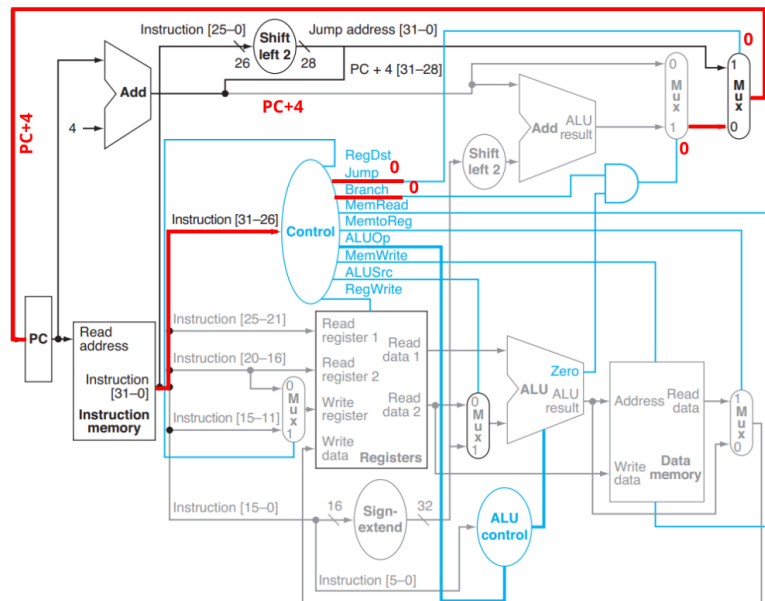 Instruction [25–0]
Shift
left 2
Jump address [31–0]
26
28
0
PC + 4 [31–28]
Add
4
PC+4
PC+4
0
M
u
x
1
1
M
u
x
0
Add
ALU
result
Shift
left 2
0
RegDst
Jump
0
Branch
0
MemRead
MemtoReg
ALUOp
MemWrite
ALUSrc
RegWrite
Instruction [31–26]
Control
PC
Read
address
Instruction
[31–0]
Instruction
memory
Instruction [25–21]
Instruction [20–16]
Instruction [15–11]
0
M
u
x
1
Read
register 1
Read
register 2
Write
register
Write
data
Read
data 1
Read
data 2
Registers
0
M
u
x
1
Zero
ALU
ALU
result
Address
Read
data
Write
data
Data
memory
1
M
u
x
0
Instruction [15–0]
16
Sign-
extend
32
ALU
control
Instruction [5–0]